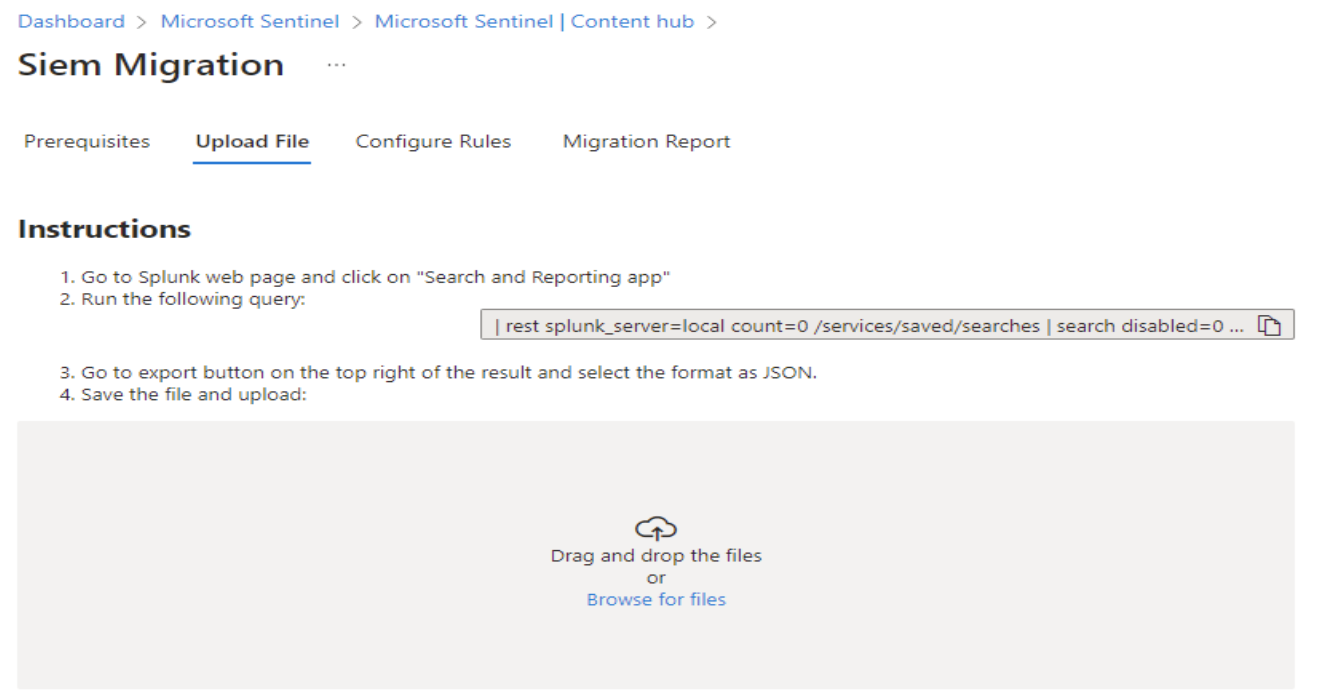 Dashboard > Microsoft Sentinel > Microsoft Sentinel | Content hub >
Siem Migration ...
Prerequisites Upload File Configure Rules Migration Report
Instructions
1. Go to Splunk web page and click on "Search and Reporting app"
2. Run the following query:
| rest splunk_server=local count=0 /services/saved/searches | search disabled=0 ...
3. Go to export button on the top right of the result and select the format as JSON.
4. Save the file and upload:
Drag and drop the files
or
Browse for files